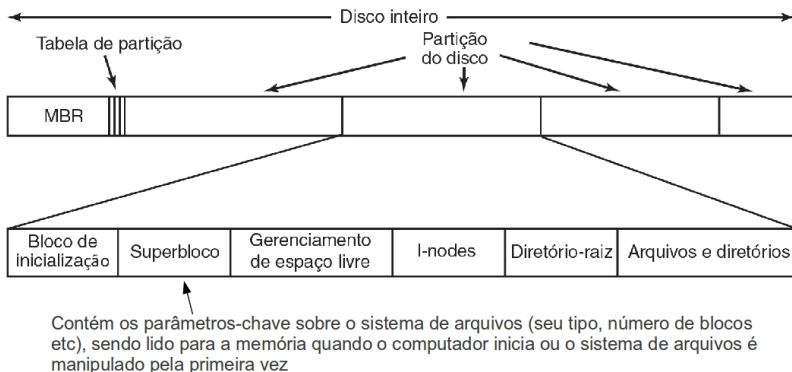 Disco inteiro
Tabela de partição
Partição
do disco
MBR
Bloco de
inicialização
Superbloco
Gerenciamento
de espaço livre
I-nodes
Diretório-raiz
Arquivos e diretórios
Contém os parâmetros-chave sobre o sistema de arquivos (seu tipo, número de blocos
etc), sendo lido para a memória quando o computador inicia ou o sistema de arquivos é
manipulado pela primeira vez